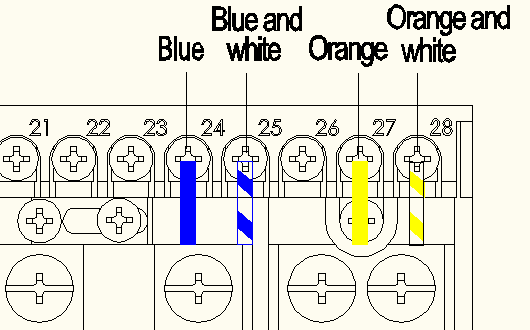 Blue and
white
Orange and
white
Blue
Orange
21 22 23 24 25 26 27 28